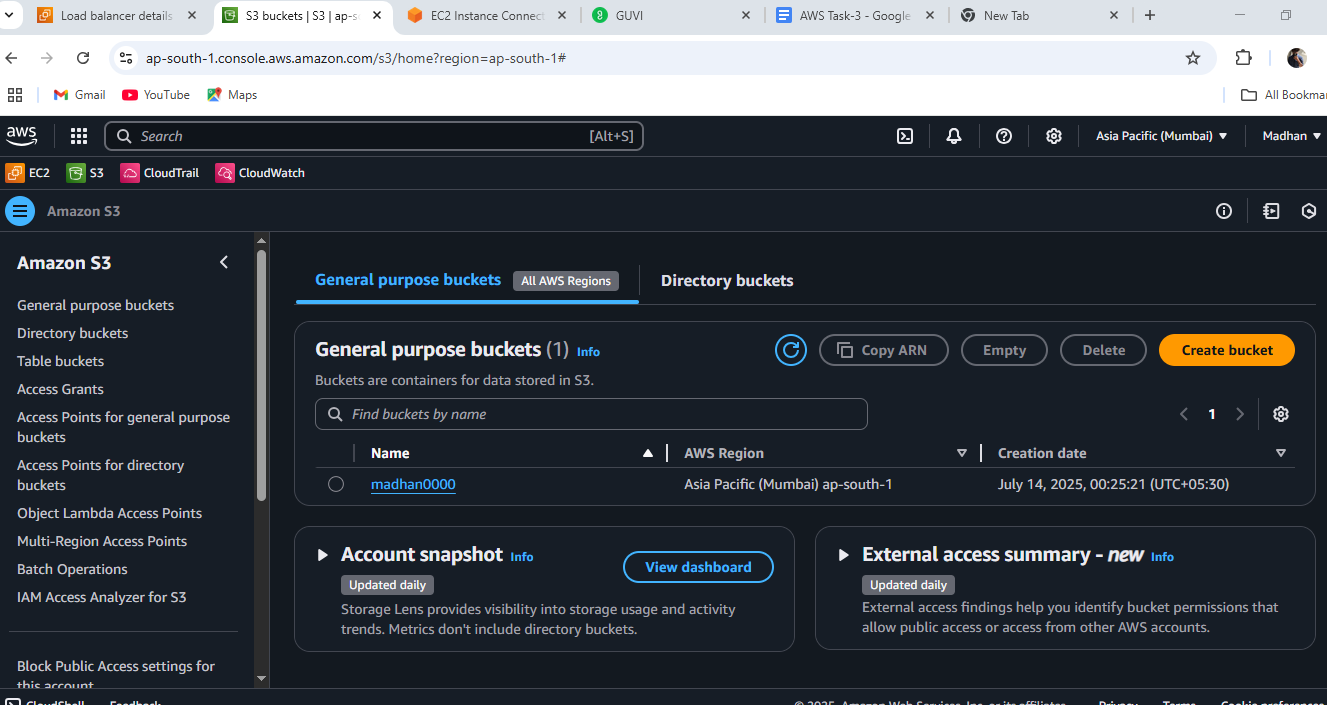 Load balancer details
S3 buckets | S3 | ap-s
EC2 Instance Connect
GUVI
AWS Task-3 - Google
New Tab
ap-south-1.console.aws.amazon.com/s3/home?region=ap-south-1#
Gmail
YouTube
Maps
All Bookmar
aws
Search
[Alt+S]
Asia Pacific (Mumbai)
Madhan
EC2
S3
CloudTrail
CloudWatch
Amazon S3
Amazon S3
General purpose buckets
Directory buckets
Table buckets
Access Grants
Access Points for general purpose
buckets
Access Points for directory
buckets
Object Lambda Access Points
Multi-Region Access Points
Batch Operations
IAM Access Analyzer for S3
Block Public Access settings for
this account
General purpose buckets
All AWS Regions
Directory buckets
General purpose buckets (1) Info
Copy ARN
Empty
Delete
Create bucket
Buckets are containers for data stored in S3.
Find buckets by name
1
Name
AWS Region
Creation date
madhan0000
Asia Pacific (Mumbai) ap-south-1
July 14, 2025, 00:25:21 (UTC+05:30)
Account snapshot Info
View dashboard
Updated daily
Storage Lens provides visibility into storage usage and activity
trends. Metrics don't include directory buckets.
External access summary - new Info
Updated daily
External access findings help you identify bucket permissions that
allow public access or access from other AWS accounts.
CloudShell
Feedback
© 2025, Amazon Web Services, Inc. or its affiliates.
Privacy
Terms
Cookie preferences